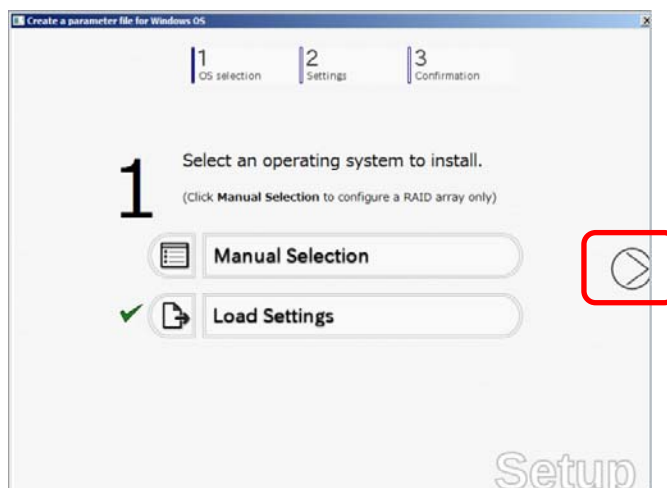 Create a parameter file for Windows OS
1
OS selection
2
Settings
3
Confirmation
1
Select an operating system to install.
(Click Manual Selection to configure a RAID array only)
Manual Selection
Load Settings
Setup